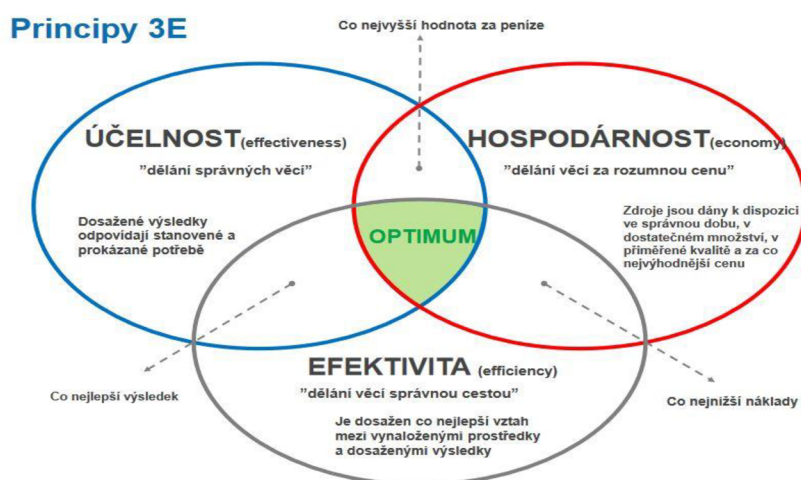 Principy 3E
Co nejvyšší hodnota za peníze
ÚČELNOST(effectiveness)
”dělání správných věcí”
Dosažené výsledky
odpovídají stanovené a
prokázané potřebě
HOSPODÁRNOST(economy)
”dělání věcí za rozumnou cenu”
Zdroje jsou dány k dispozici
ve správnou dobu, v
dostatečném množství, v
přiměřené kvalitě a za co
nejvýhodnější cenu
OPTIMUM
EFEKTIVITA (efficiency)
”dělání věcí správnou cestou”
Je dosažen co nejlepší vztah
mezi vynaloženými prostředky
a dosaženými výsledky
Co nejlepší výsledek
Co nejnižší náklady